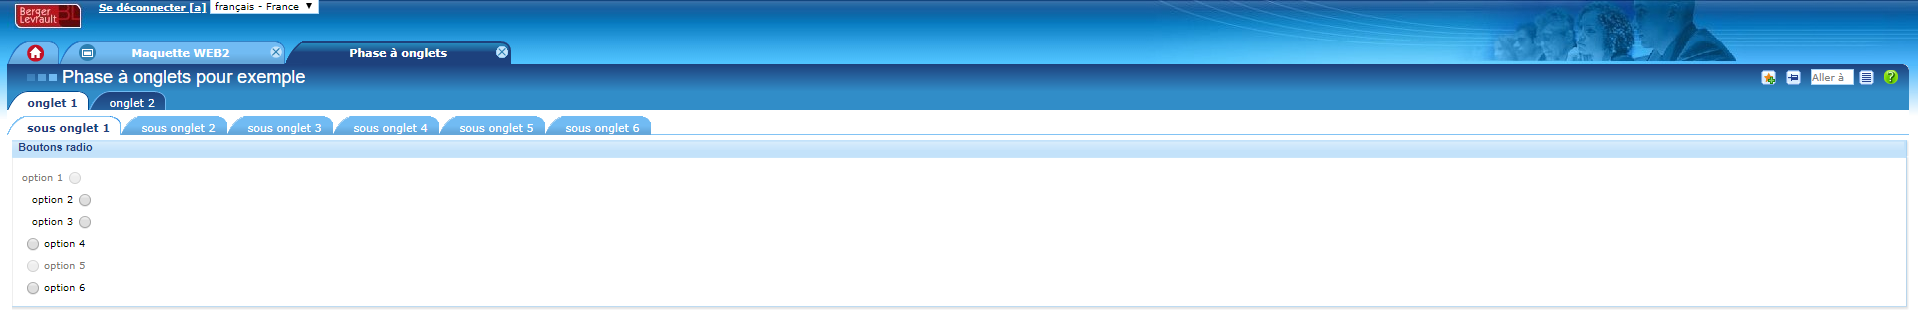 Berger Levrault BL
Se déconnecter [a] français - France
Maquette WEB2 Phase à onglets
Phase à onglets pour exemple Aller à ?
onglet 1 onglet 2
sous onglet 1 sous onglet 2 sous onglet 3 sous onglet 4 sous onglet 5 sous onglet 6
Boutons radio
option 1
option 2
option 3
option 4
option 5
option 6